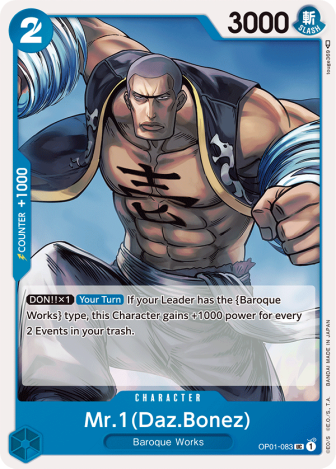 2
3000
斬
SLASH
touge369
COUNTER +1000
DON!!×1 Your Turn If your Leader has the {Baroque
Works} type, this Character gains +1000 power for every
2 Events in your trash.
CHARACTER
Mr.1(Daz.Bonez)
Baroque Works
OP01-083 UC 1
BANDAI MADE IN JAPAN
©E.O./S., T.A.
©E.O/S